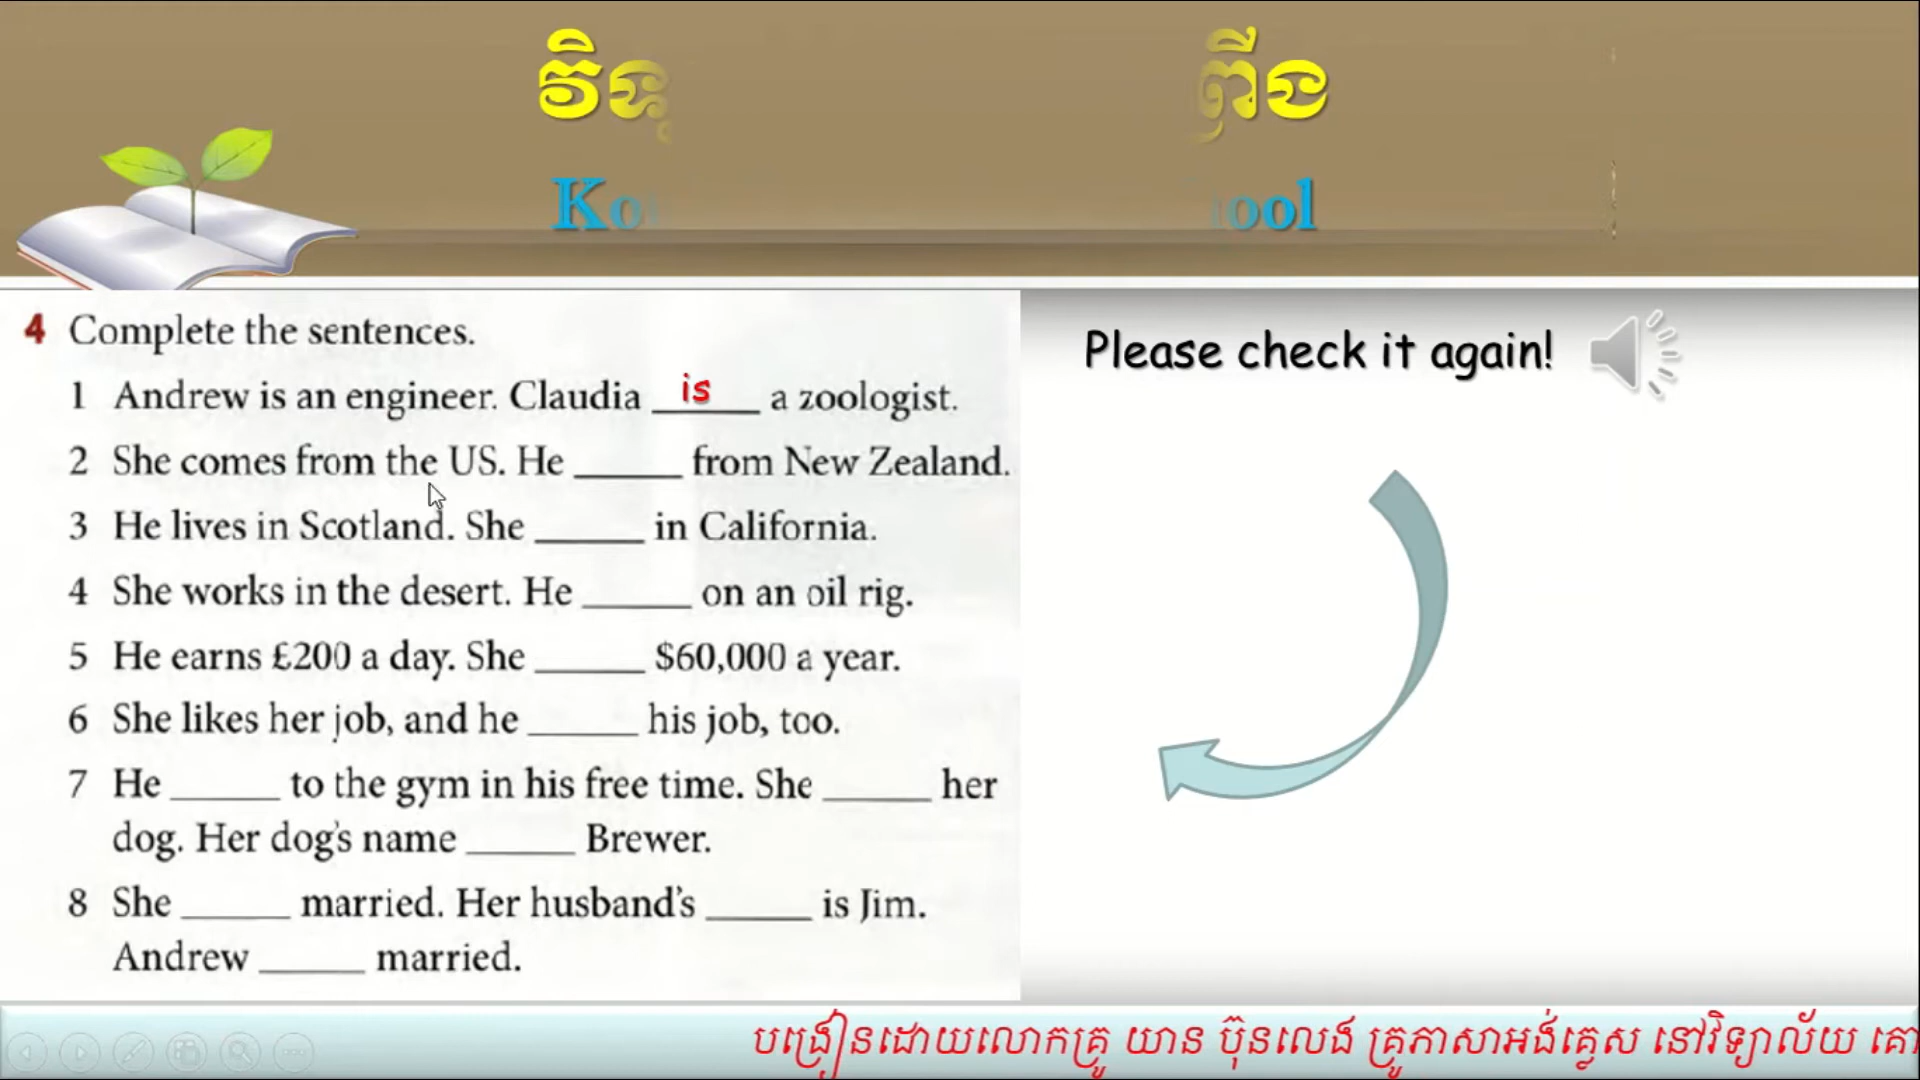 4 Complete the sentences.
1 Andrew is an engineer. Claudia is a zoologist.
2 She comes from the US. He ______ from New Zealand.
3 He lives in Scotland. She ______ in California.
4 She works in the desert. He ______ on an oil rig.
5 He earns £200 a day. She ______ $60,000 a year.
6 She likes her job, and he ______ his job, too.
7 He ______ to the gym in his free time. She ______ her
dog. Her dog's name ______ Brewer.
8 She ______ married. Her husband's ______ is Jim.
Andrew ______ married.
Please check it again!
បង្រៀនដោយលោកគ្រូ យាន ប៊ុនលេង គ្រូភាសាអង់គ្លេស នៅវិទ្យាល័យ